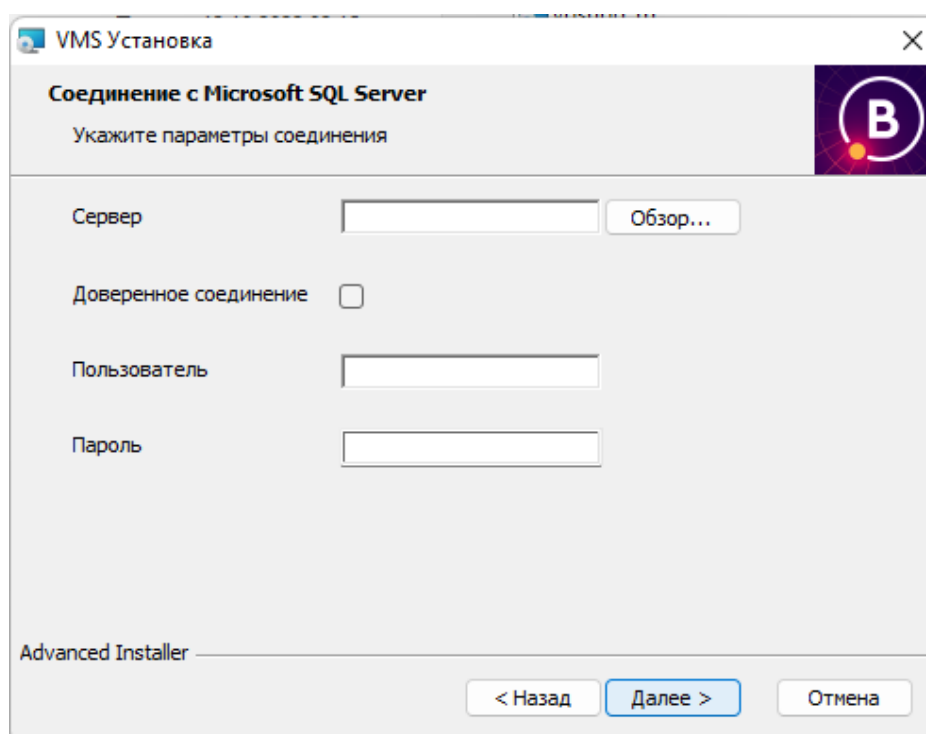 VMS Установка
Соединение с Microsoft SQL Server
Укажите параметры соединения
B
Сервер
Обзор...
Доверенное соединение
Пользователь
Пароль
Advanced Installer
< Назад
Далее >
Отмена